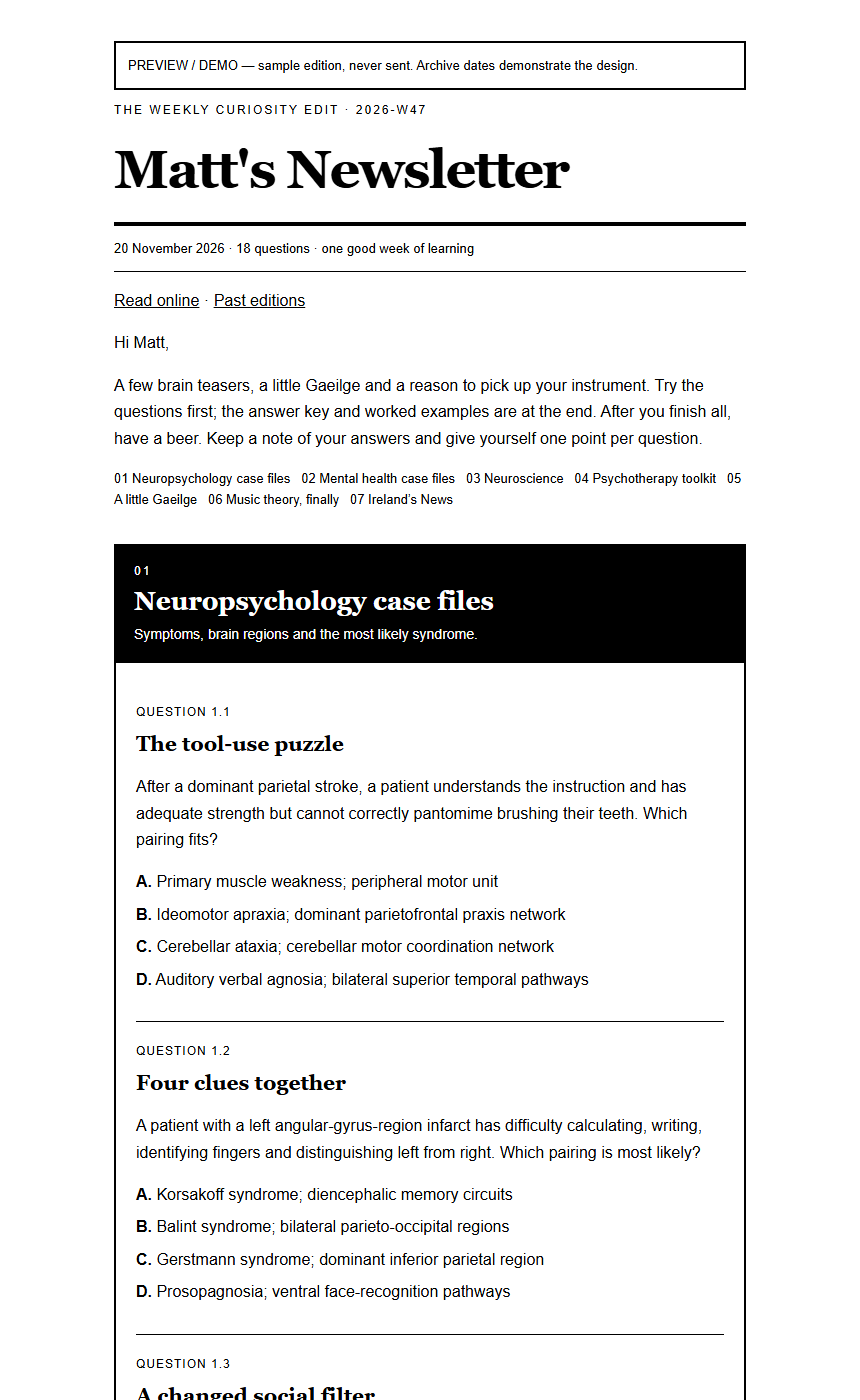 PREVIEW / DEMO — sample edition, never sent. Archive dates demonstrate the design.
THE WEEKLY CURIOSITY EDIT · 2026-W47
Matt's Newsletter
20 November 2026 · 18 questions · one good week of learning
Read online · Past editions
Hi Matt,
A few brain teasers, a little Gaeilge and a reason to pick up your instrument. Try the
questions first; the answer key and worked examples are at the end. After you finish all,
have a beer. Keep a note of your answers and give yourself one point per question.
01 Neuropsychology case files 02 Mental health case files 03 Neuroscience 04 Psychotherapy toolkit 05
A little Gaeilge 06 Music theory, finally 07 Ireland’s News
01
Neuropsychology case files
Symptoms, brain regions and the most likely syndrome.
QUESTION 1.1
The tool-use puzzle
After a dominant parietal stroke, a patient understands the instruction and has
adequate strength but cannot correctly pantomime brushing their teeth. Which
pairing fits?
A. Primary muscle weakness; peripheral motor unit
B. Ideomotor apraxia; dominant parietofrontal praxis network
C. Cerebellar ataxia; cerebellar motor coordination network
D. Auditory verbal agnosia; bilateral superior temporal pathways
QUESTION 1.2
Four clues together
A patient with a left angular-gyrus-region infarct has difficulty calculating, writing,
identifying fingers and distinguishing left from right. Which pairing is most likely?
A. Korsakoff syndrome; diencephalic memory circuits
B. Balint syndrome; bilateral parieto-occipital regions
C. Gerstmann syndrome; dominant inferior parietal region
D. Prosopagnosia; ventral face-recognition pathways
QUESTION 1.3
A changed social filter